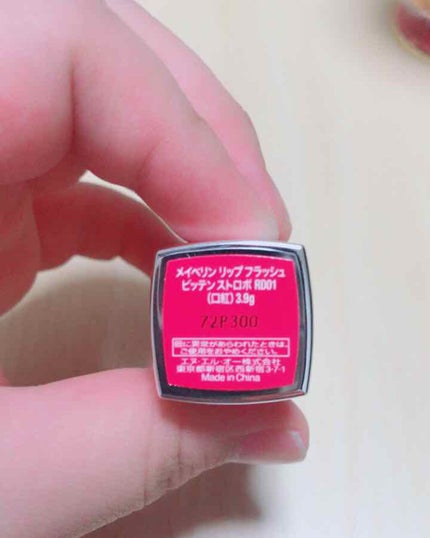 メイベリン リップ フラッシュ
ビッテン ストロボ RD01
(口紅) 3.9g
72P300
唇に異常があらわれたときは、
ご使用をおやめください。
エヌ・エル・オー株式会社
東京都新宿区西新宿3-7-1
Made in China